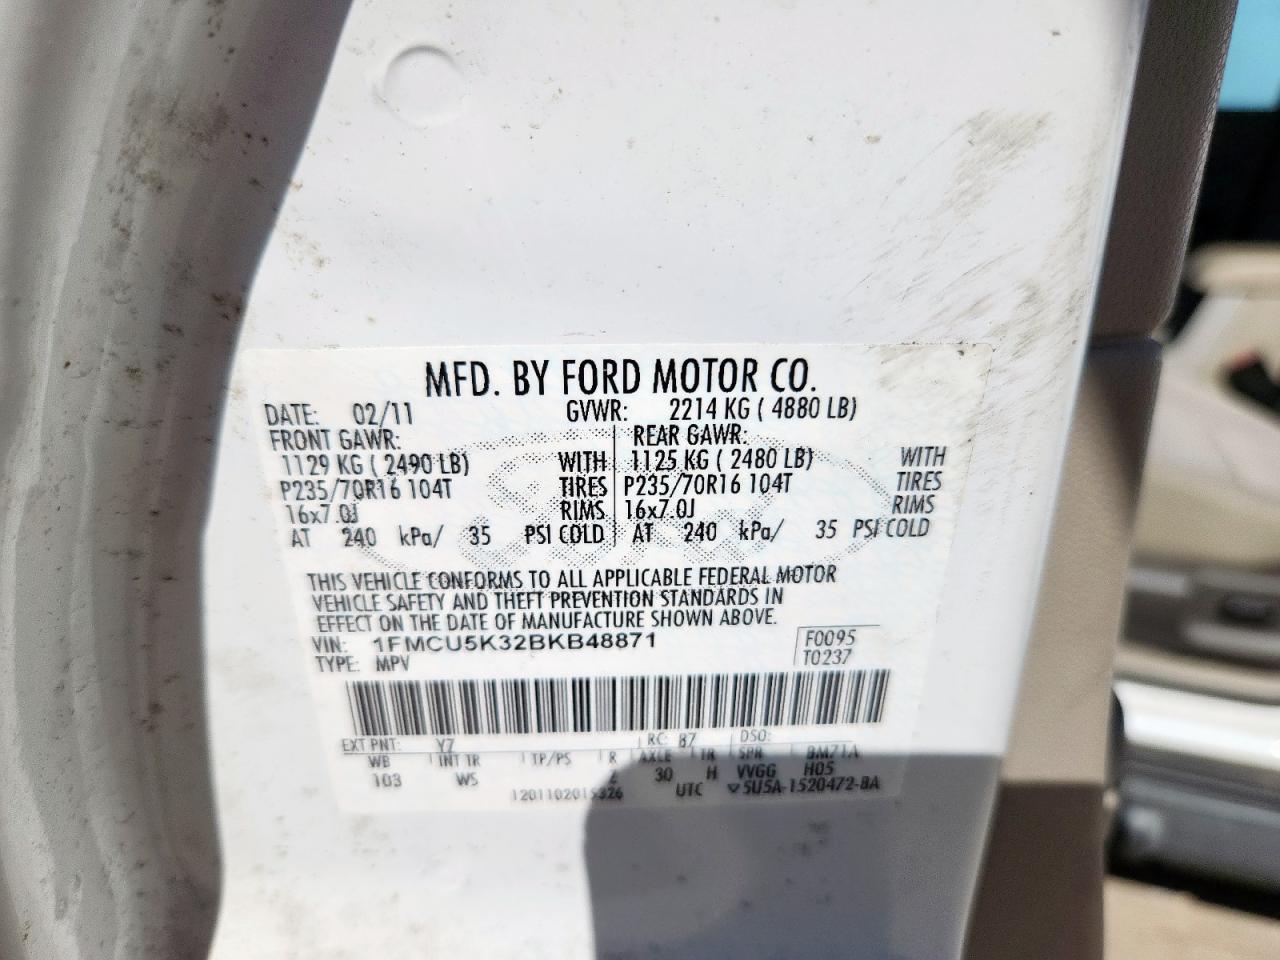 MFD. BY FORD MOTOR CO.
DATE: 02/11 GVWR: 2214 KG ( 4880 LB)
FRONT GAWR: REAR GAWR:
1129 KG ( 2490 LB) WITH 1125 KG ( 2480 LB) WITH
P235/70R16 104T TIRES P235/70R16 104T TIRES
16x7.0J RIMS 16x7.0J RIMS
AT 240 kPa/ 35 PSI COLD AT 240 kPa/ 35 PSI COLD
THIS VEHICLE CONFORMS TO ALL APPLICABLE FEDERAL MOTOR
VEHICLE SAFETY AND THEFT PREVENTION STANDARDS IN
EFFECT ON THE DATE OF MANUFACTURE SHOWN ABOVE.
VIN: 1FMCU5K32BKB48871 F0095
TYPE: MPV T0237
EXT PNT: YZ RC: 87 DSO:
WB INT TR TP/PS R AXLE TR SPR BM71A
103 WS 6 30 H VVGG H05
1201102015326 UTC ▽5U5A-1520472-BA